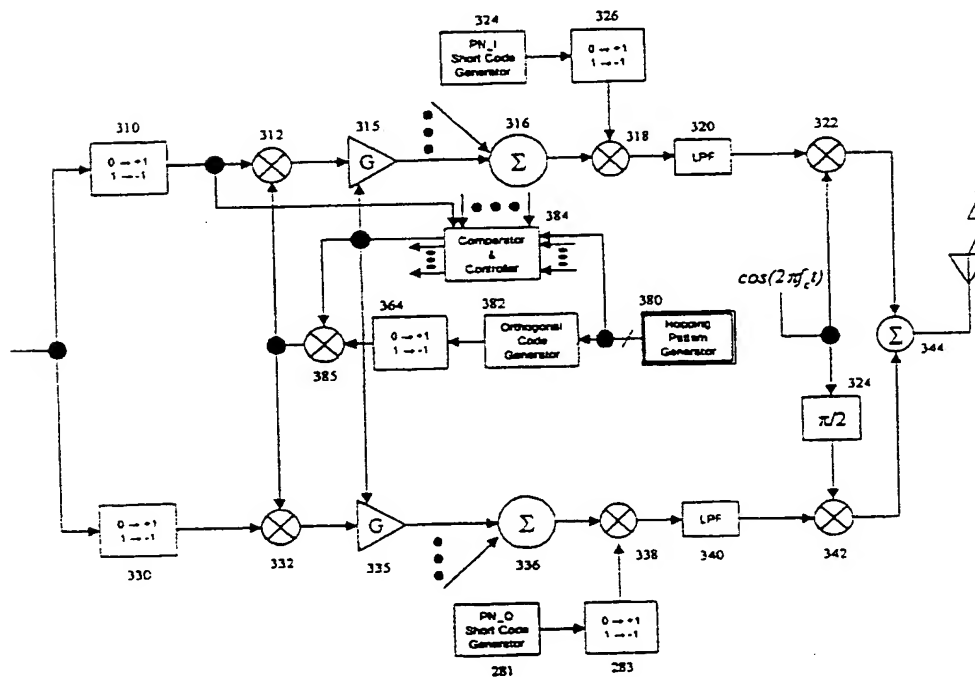 324
326
PN_I
Short Code
Generator
0 → +1
1 → -1
310
312
315
316
318
320
322
0 → +1
1 → -1
G
Σ
LPF
384
Comparator
&
Controller
cos(2πf_c t)
364
382
380
0 → +1
1 → -1
Orthogonal
Code
Generator
Hopping
Pattern
Generator
385
Σ
344
324
π/2
0 → +1
1 → -1
G
Σ
LPF
330
332
335
336
338
340
342
PN_Q
Short Code
Generator
0 → +1
1 → -1
281
283